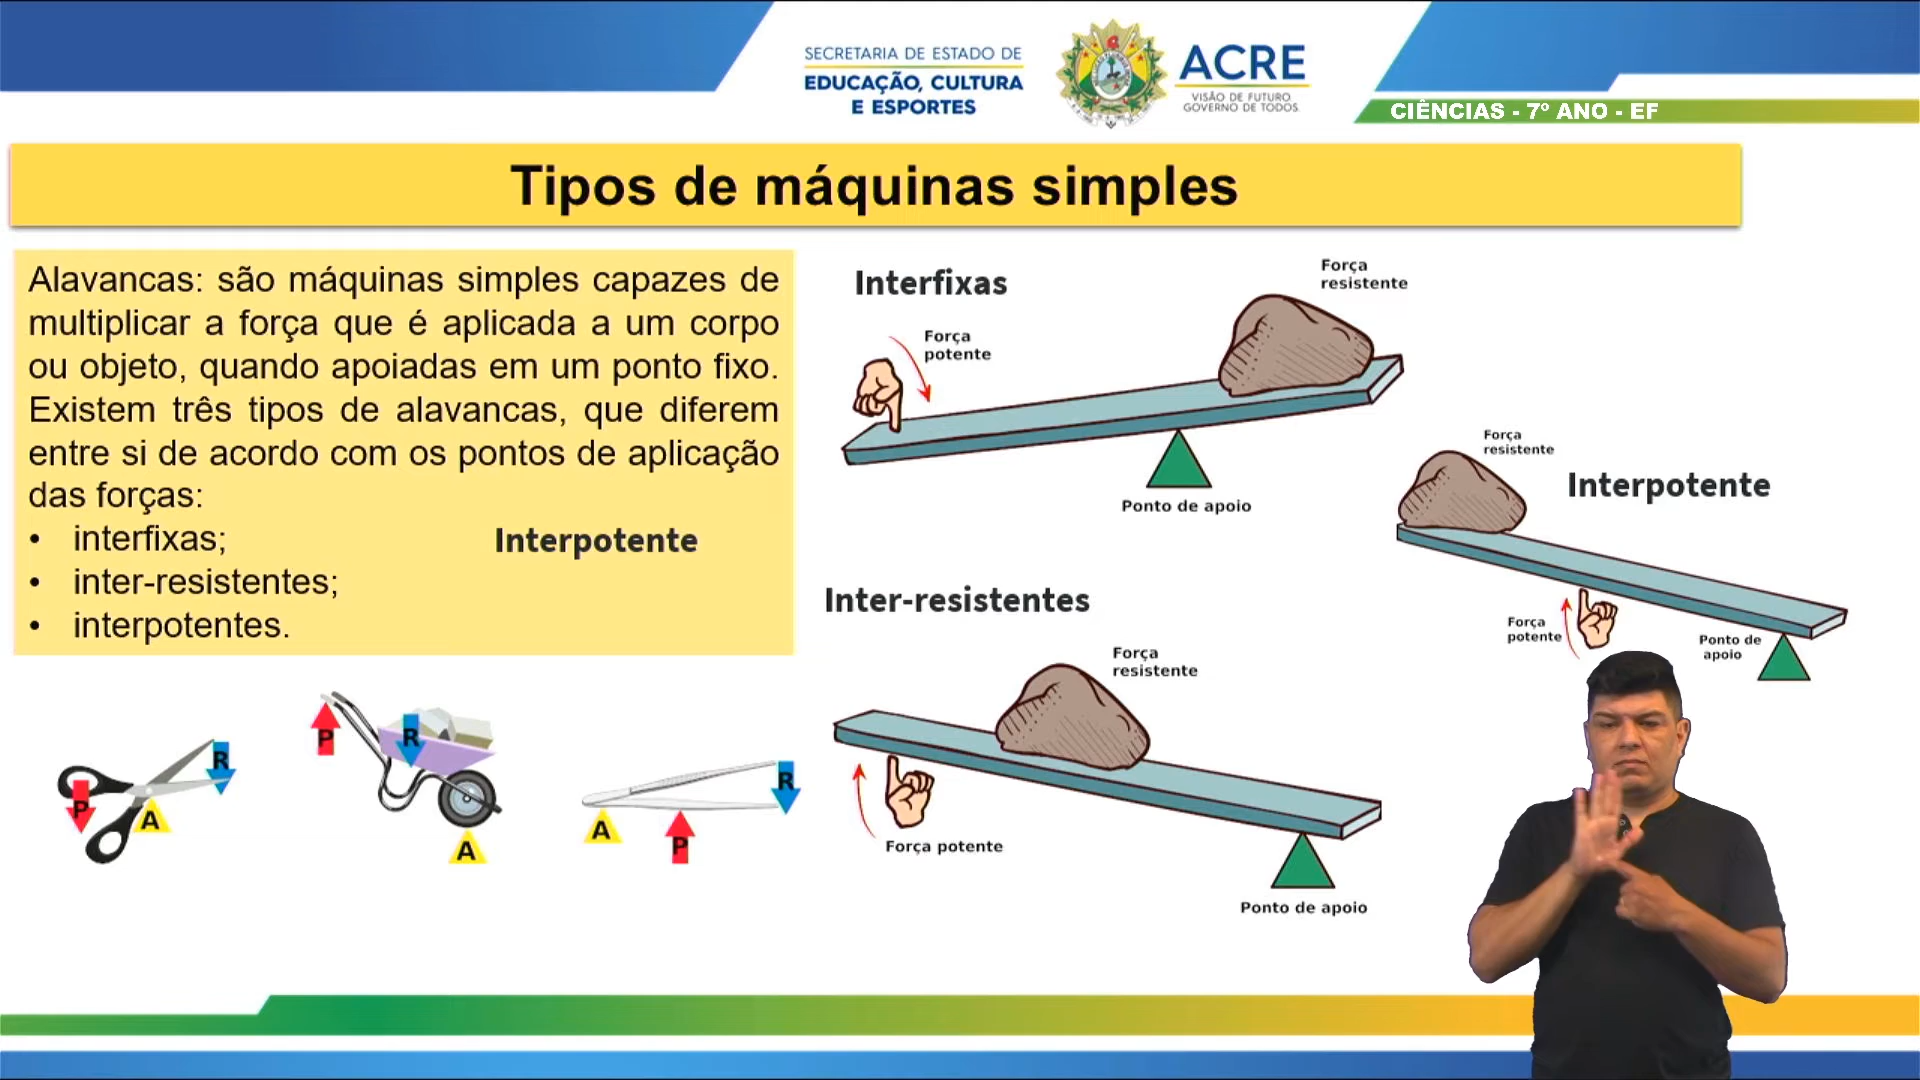 SECRETARIA DE ESTADO DE
EDUCAÇÃO, CULTURA
E ESPORTES
ACRE
VISÃO DE FUTURO
GOVERNO DE TODOS
CIÊNCIAS - 7º ANO - EF
Tipos de máquinas simples
Alavancas: são máquinas simples capazes de
multiplicar a força que é aplicada a um corpo
ou objeto, quando apoiadas em um ponto fixo.
Existem três tipos de alavancas, que diferem
entre si de acordo com os pontos de aplicação
das forças:
• interfixas;
• inter-resistentes;
• interpotentes.
Interpotente
Interfixas
Força
potente
Força
resistente
Ponto de apoio
Força
resistente
Interpotente
Força
potente
Ponto de
apoio
Inter-resistentes
Força
resistente
Força potente
Ponto de apoio
P
A
R
P
R
A
A
P
R